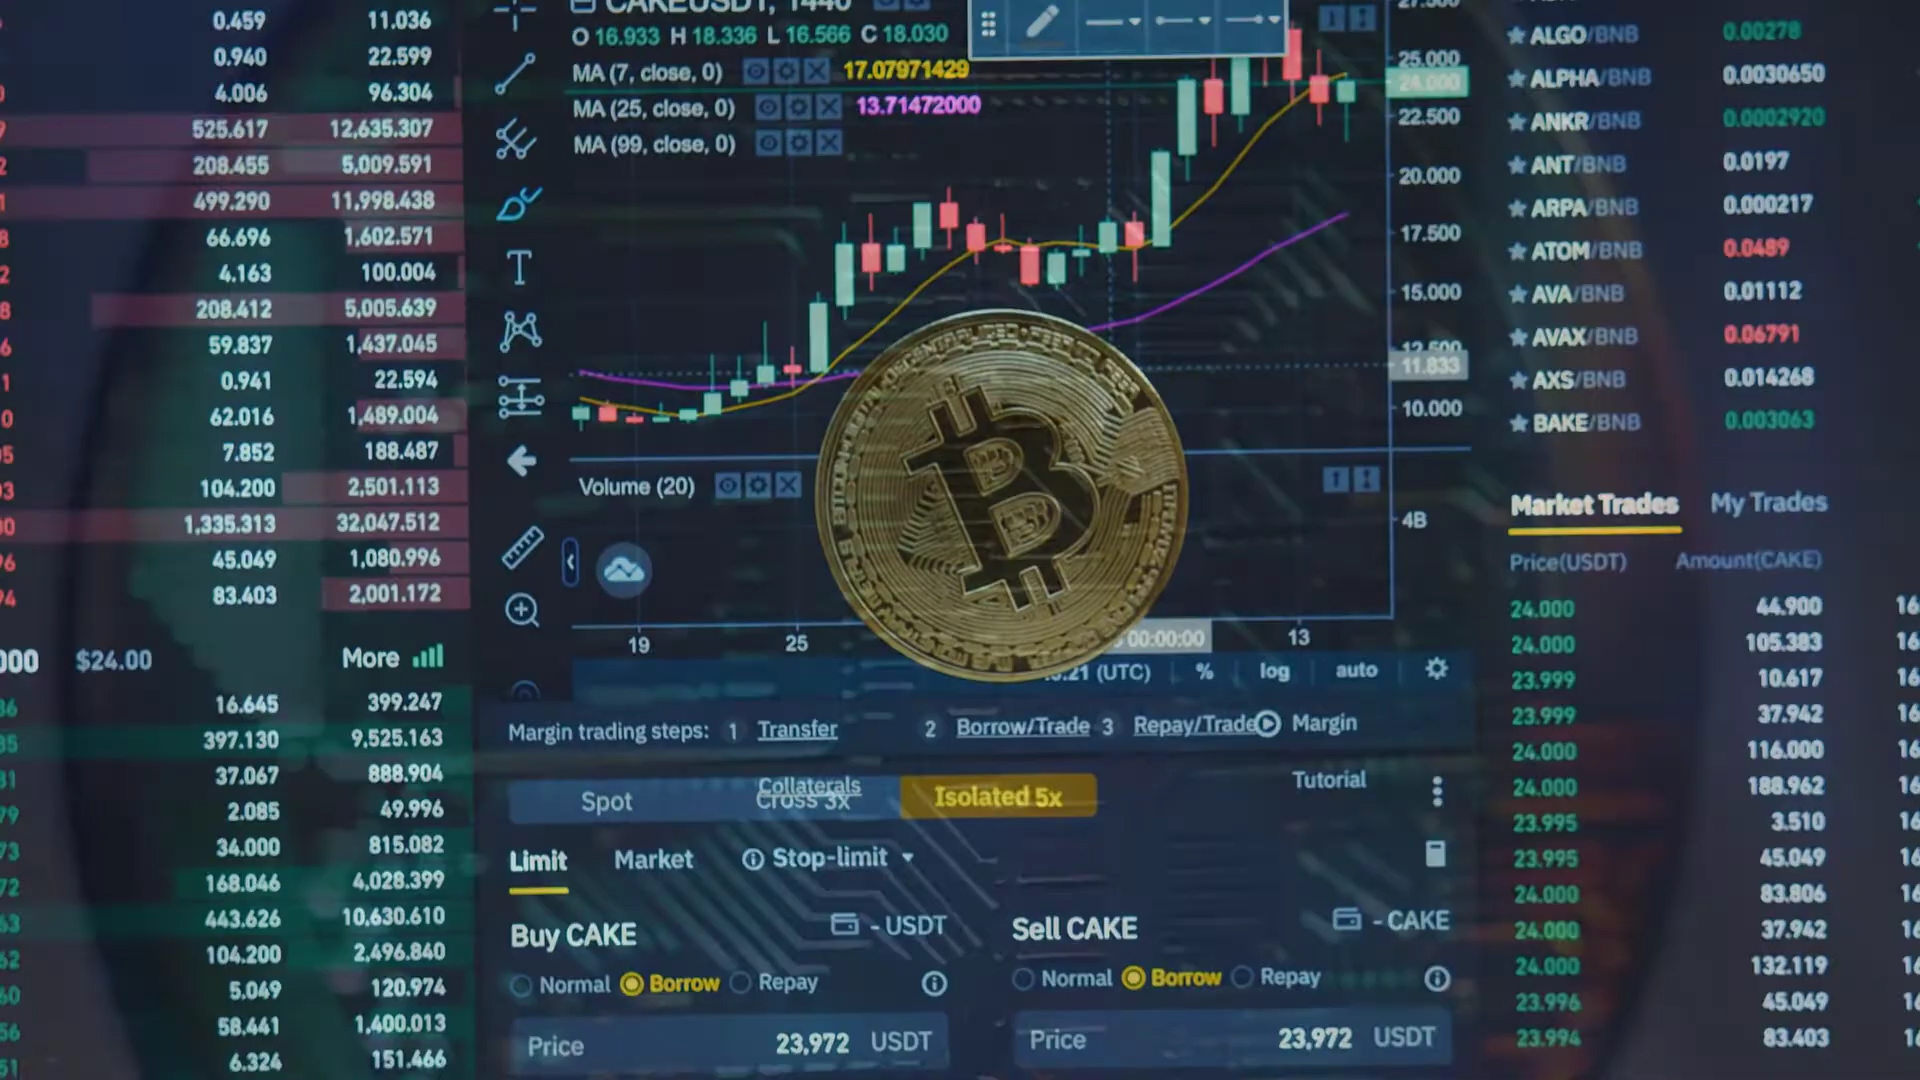 0.459 11.036
0.940 22.599
4.006 96.304
525.617 12,635.307
208.455 5,009.591
499.290 11,998.438
66.696 1,602.571
4.163 100.004
208.412 5,005.639
59.837 1,437.045
0.941 22.594
62.016 1,489.004
7.852 188.487
104.200 2,501.113
1,335.313 32,047.512
45.049 1,080.996
83.403 2,001.172
$24.00 More
16.645 399.247
397.130 9,525.163
37.067 888.904
2.085 49.996
34.000 815.082
168.046 4,028.399
443.626 10,630.610
104.200 2,496.840
5.049 120.974
58.441 1,400.013
6.324 151.466
CAKEUSDT, 1440
O 16.933 H 18.336 L 16.566 C 18.030
MA (7, close, 0) 17.07971429
MA (25, close, 0) 13.71472000
MA (99, close, 0)
T
25.000
24.000
22.500
20.000
17.500
15.000
12.500
11.833
10.000
Volume (20)
4B
19 25 00:00:00 13
(UTC) % log auto
Margin trading steps: 1 Transfer 2 Borrow/Trade 3 Repay/Trade Margin
Collaterals Tutorial
Spot Cross 3x Isolated 5x
Limit Market Stop-limit
Buy CAKE - USDT
Normal Borrow Repay
Price 23,972 USDT
Sell CAKE - CAKE
Normal Borrow Repay
Price 23,972 USDT
ALGO/BNB 0.00278
ALPHA/BNB 0.0030650
ANKR/BNB 0.0002920
ANT/BNB 0.0197
ARPA/BNB 0.000217
ATOM/BNB 0.0489
AVA/BNB 0.01112
AVAX/BNB 0.06791
AXS/BNB 0.014268
BAKE/BNB 0.003063
Market Trades My Trades
Price(USDT) Amount(CAKE)
24.000 44.900
24.000 105.383
23.999 10.617
23.999 37.942
24.000 116.000
24.000 188.962
23.995 3.510
23.995 45.049
24.000 83.806
24.000 37.942
24.000 132.119
23.996 45.049
23.994 83.403